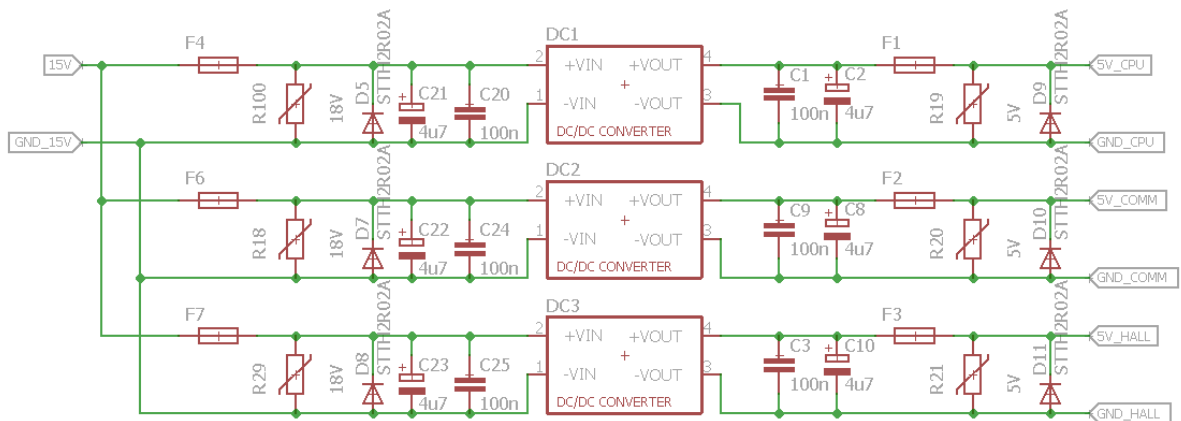 DC1
F4
F1
15V
2
+VIN
+VOUT
4
5V_CPU
R100
18V
D5
STTH2R02A
C21
4u7
C20
100n
1
-VIN
-VOUT
3
DC/DC CONVERTER
C1
100n
C2
4u7
R19
5V
D9
STTH2R02A
GND_15V
GND_CPU
DC2
F6
F2
2
+VIN
+VOUT
4
5V_COMM
R18
18V
D7
STTH2R02A
C22
4u7
C24
100n
1
-VIN
-VOUT
3
DC/DC CONVERTER
C9
100n
C8
4u7
R20
5V
D10
STTH2R02A
GND_COMM
DC3
F7
F3
2
+VIN
+VOUT
4
5V_HALL
R29
18V
D8
STTH2R02A
C23
4u7
C25
100n
1
-VIN
-VOUT
3
DC/DC CONVERTER
C3
100n
C10
4u7
R21
5V
D11
STTH2R02A
GND_HALL